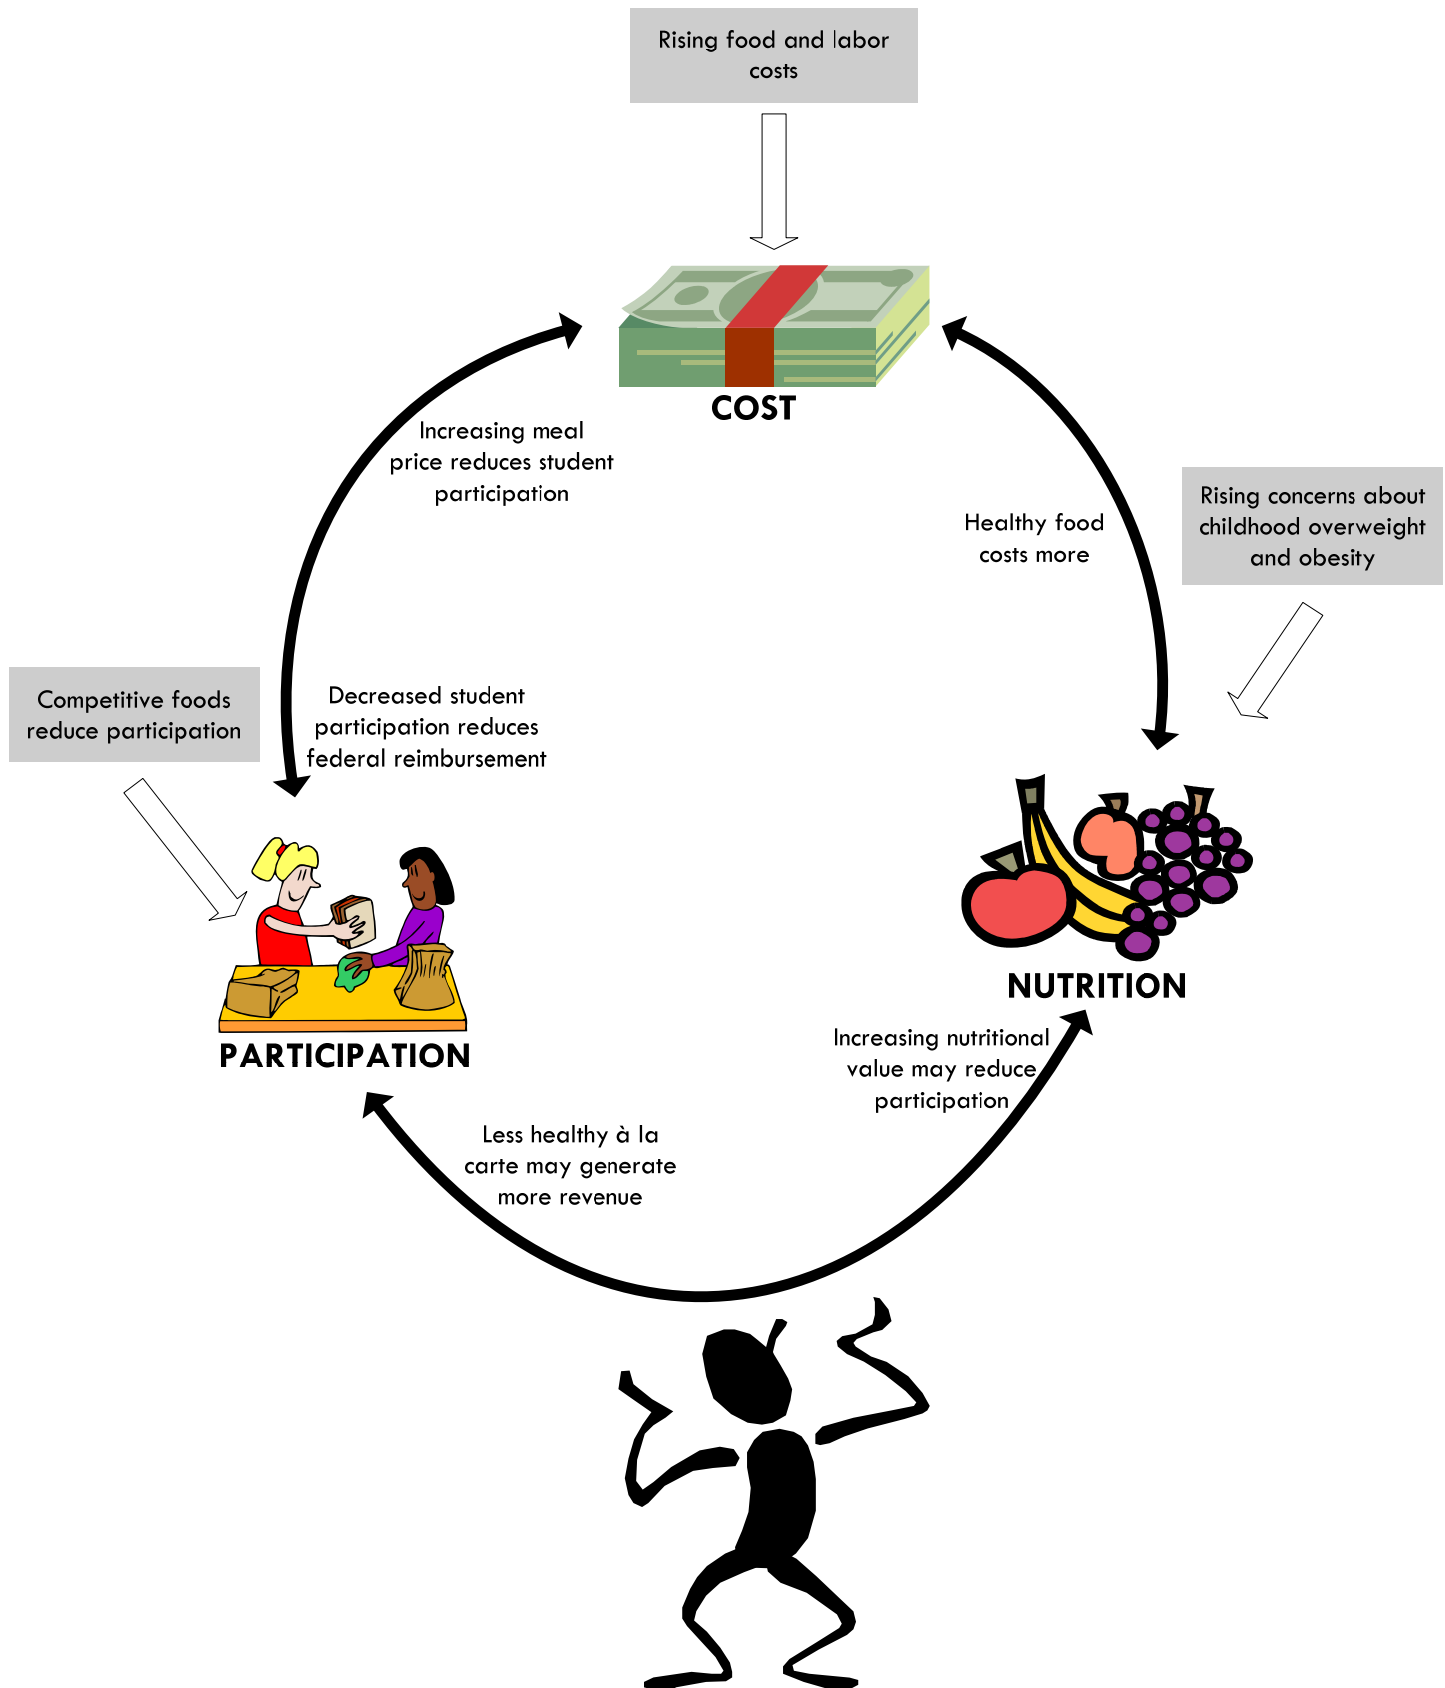 Rising food and labor
costs
COST
Increasing meal
price reduces student
participation
Healthy food
costs more
Rising concerns about
childhood overweight
and obesity
Competitive foods
reduce participation
Decreased student
participation reduces
federal reimbursement
NUTRITION
PARTICIPATION
Increasing nutritional
value may reduce
participation
Less healthy à la
carte may generate
more revenue